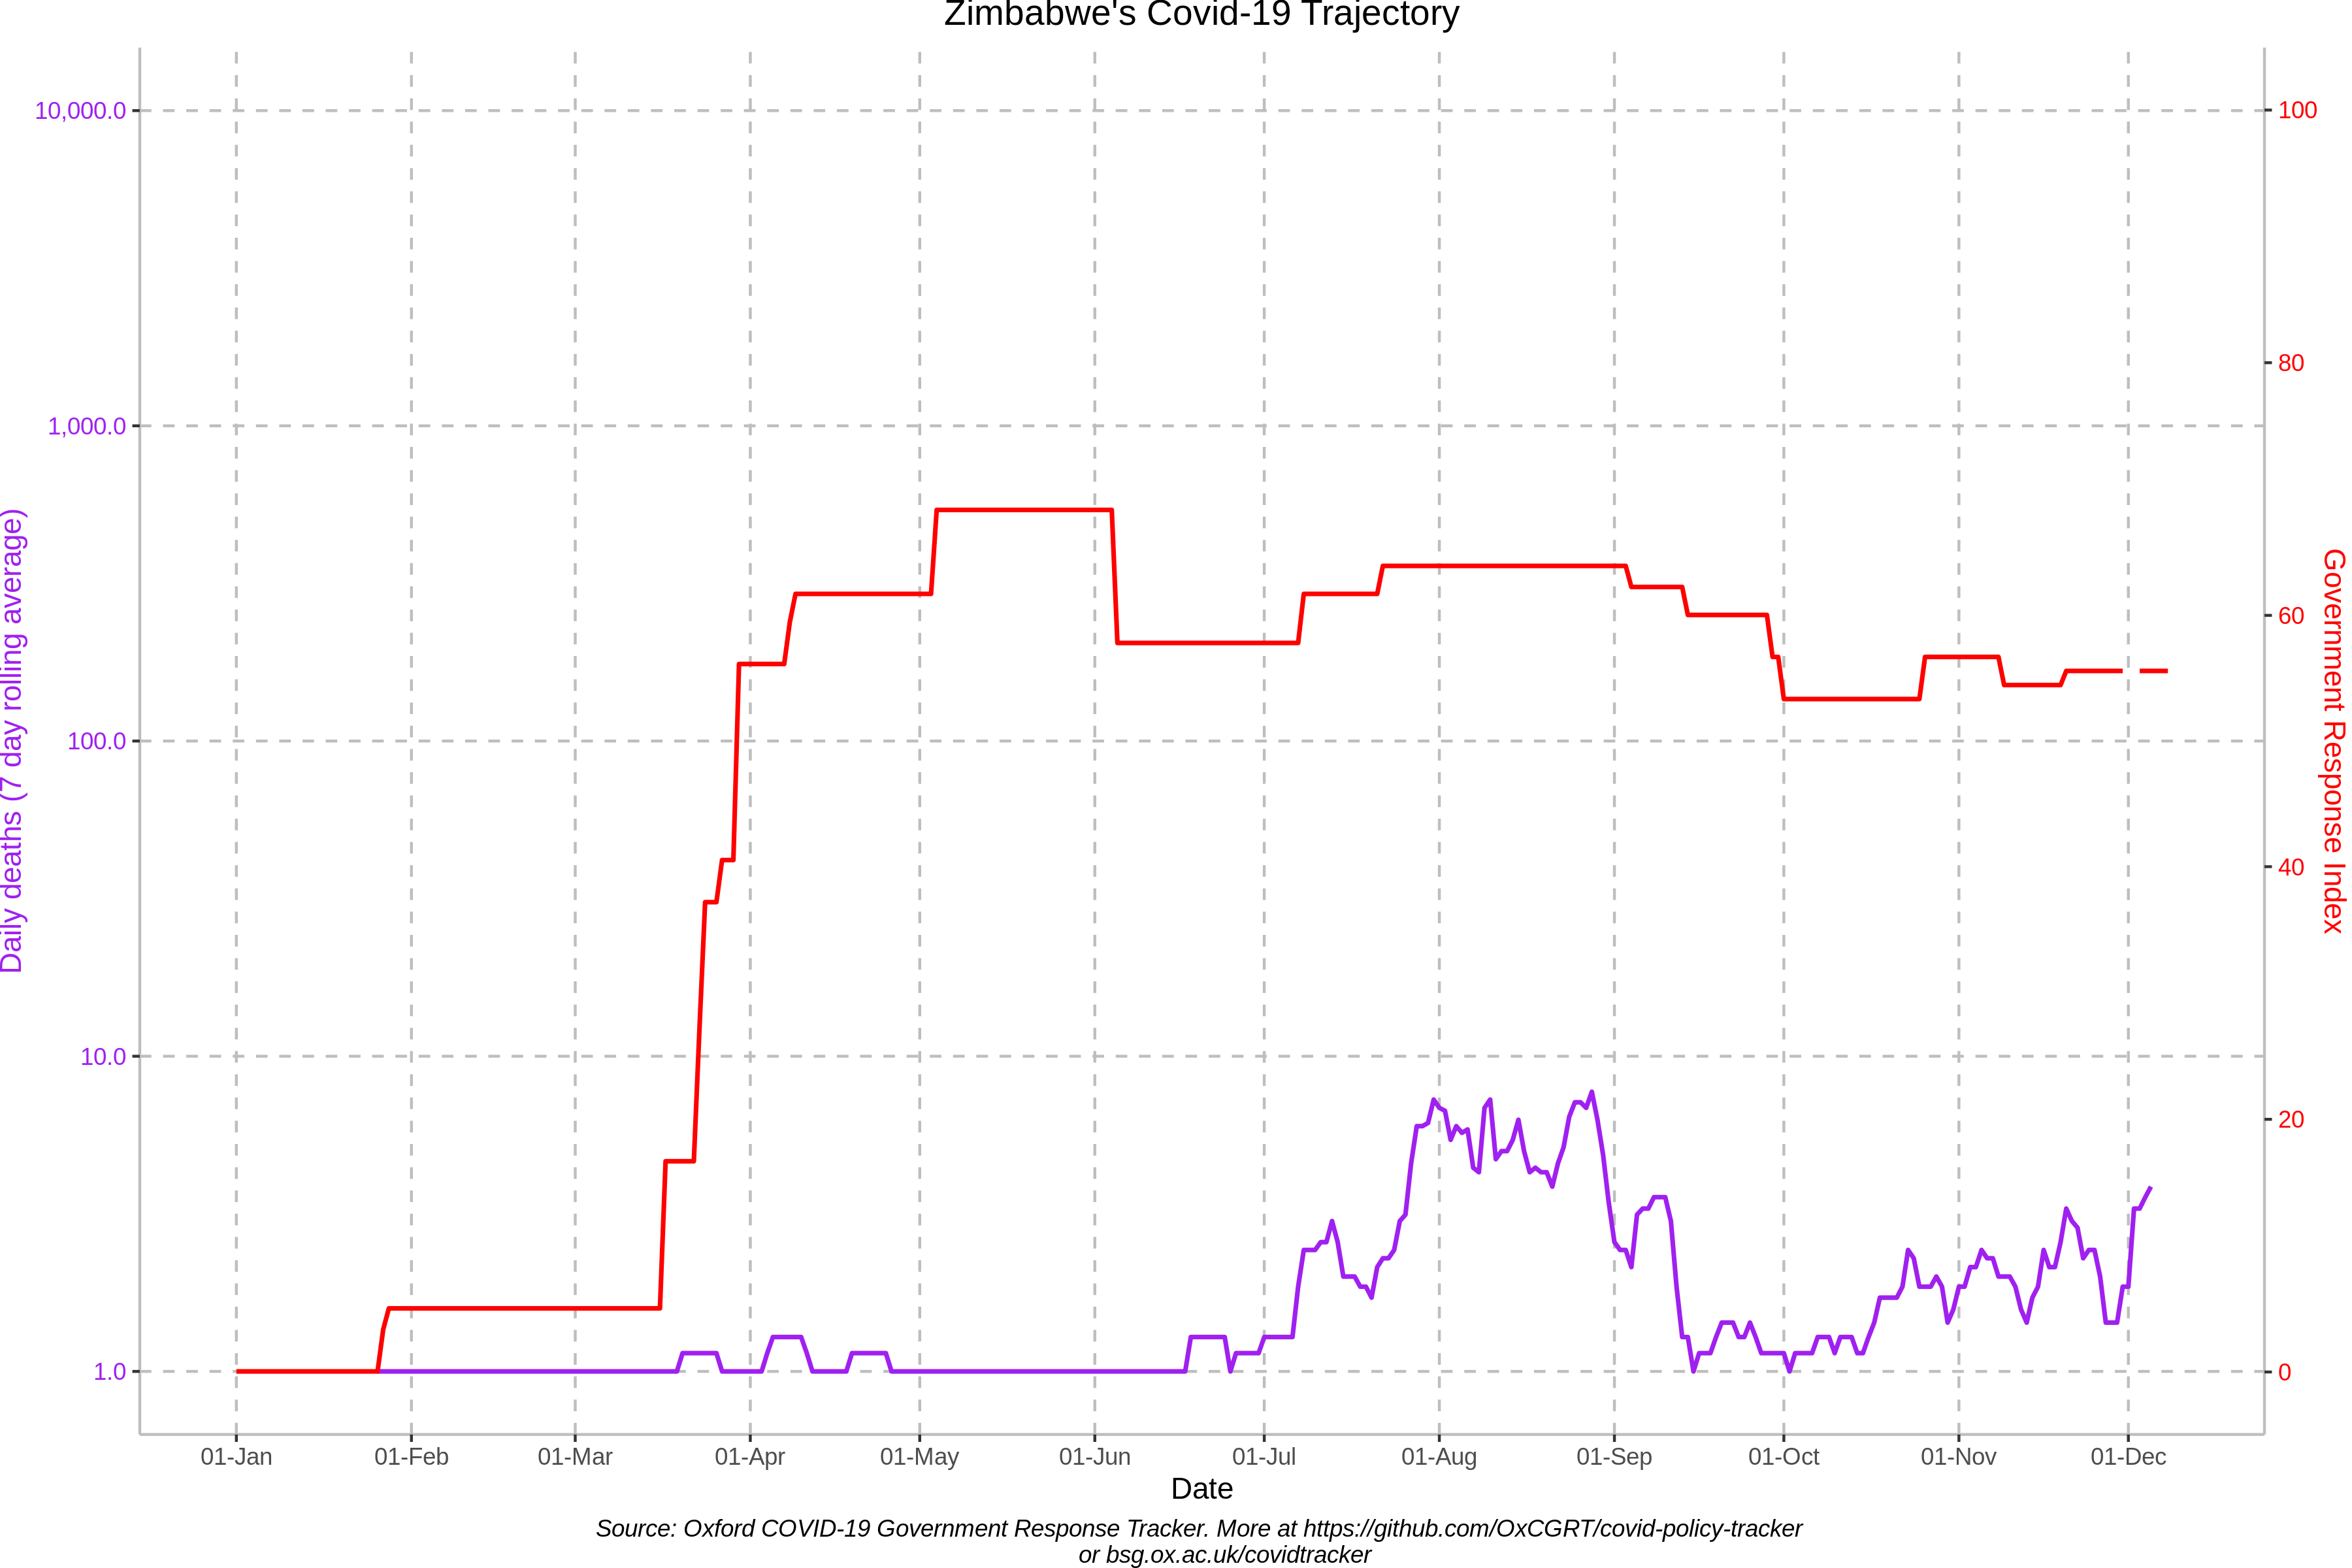 Zimbabwe's Covid-19 Trajectory
10,000.0
1,000.0
100.0
10.0
1.0
Daily deaths (7 day rolling average)
100
80
60
40
20
0
Government Response Index
01-Jan
01-Feb
01-Mar
01-Apr
01-May
01-Jun
01-Jul
01-Aug
01-Sep
01-Oct
01-Nov
01-Dec
Date
Source: Oxford COVID-19 Government Response Tracker. More at https://github.com/OxCGRT/covid-policy-tracker
or bsg.ox.ac.uk/covidtracker